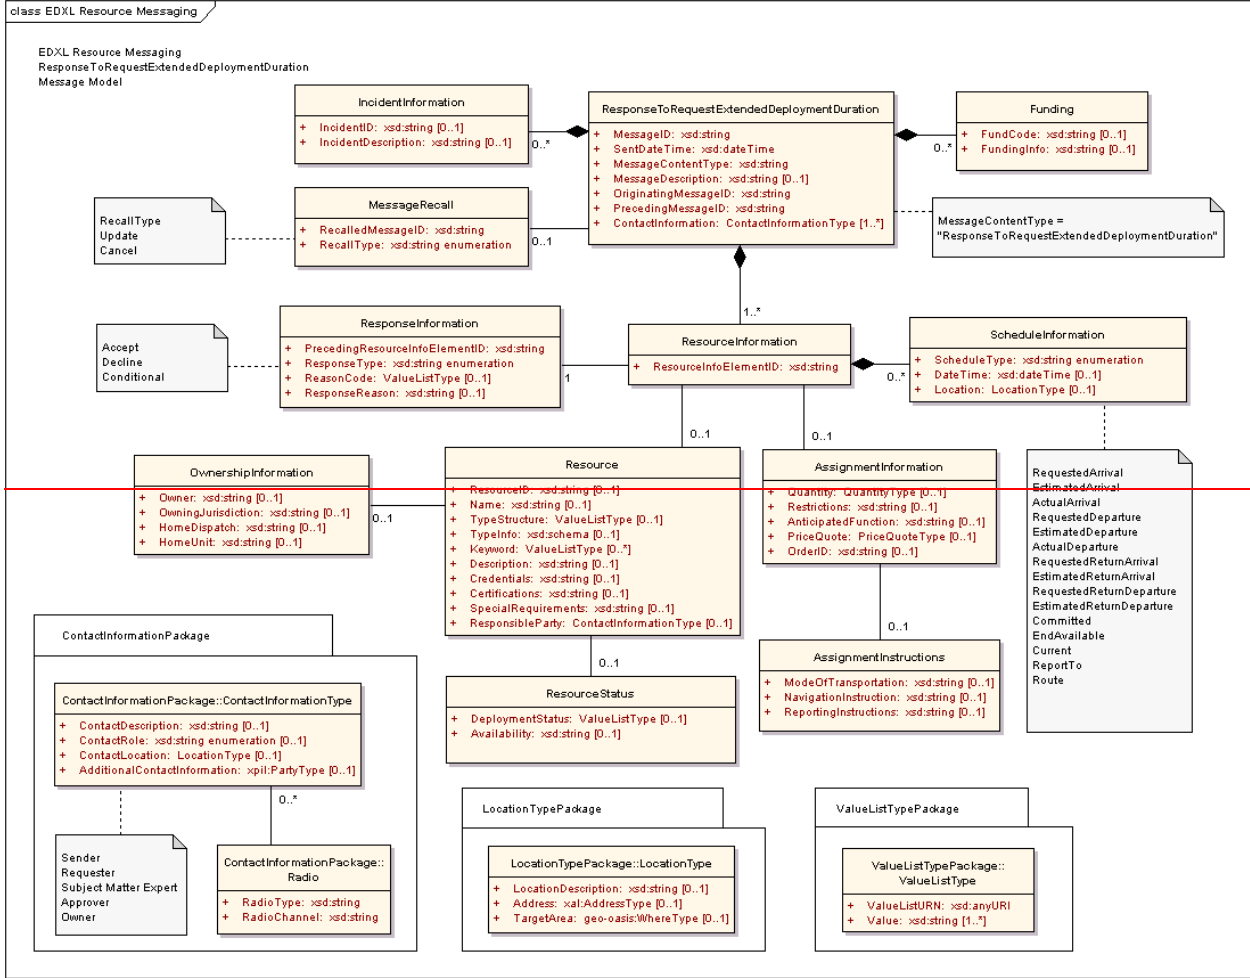 class EDXL Resource Messaging
EDXL Resource Messaging
ResponseToRequestExtendedDeploymentDuration
Message Model
IncidentInformation
+ IncidentID: xsd:string [0..1]
+ IncidentDescription: xsd:string [0..1]
0..*
ResponseToRequestExtendedDeploymentDuration
+ MessageID: xsd:string
+ SentDateTime: xsd:dateTime
+ MessageContentType: xsd:string
+ MessageDescription: xsd:string [0..1]
+ OriginatingMessageID: xsd:string
+ PrecedingMessageID: xsd:string
+ ContactInformation: ContactInformationType [1..*]
Funding
+ FundCode: xsd:string [0..1]
+ FundingInfo: xsd:string [0..1]
0..*
RecallType
Update
Cancel
MessageRecall
+ RecalledMessageID: xsd:string
+ RecallType: xsd:string enumeration
0..1
MessageContentType =
"ResponseToRequestExtendedDeploymentDuration"
1..*
Accept
Decline
Conditional
ResponseInformation
+ PrecedingResourceInfoElementID: xsd:string
+ ResponseType: xsd:string enumeration
+ ReasonCode: ValueListType [0..1]
+ ResponseReason: xsd:string [0..1]
1
ResourceInformation
+ ResourceInfoElementID: xsd:string
0..*
ScheduleInformation
+ ScheduleType: xsd:string enumeration
+ DateTime: xsd:dateTime [0..1]
+ Location: LocationType [0..1]
0..1
0..1
OwnershipInformation
+ Owner: xsd:string [0..1]
+ OwningJurisdiction: xsd:string [0..1]
+ HomeDispatch: xsd:string [0..1]
+ HomeUnit: xsd:string [0..1]
0..1
Resource
+ ResourceID: xsd:string [0..1]
+ Name: xsd:string [0..1]
+ TypeStructure: ValueListType [0..1]
+ TypeInfo: xsd:schema [0..1]
+ Keyword: ValueListType [0..*]
+ Description: xsd:string [0..1]
+ Credentials: xsd:string [0..1]
+ Certifications: xsd:string [0..1]
+ SpecialRequirements: xsd:string [0..1]
+ ResponsibleParty: ContactInformationType [0..1]
AssignmentInformation
+ Quantity: QuantityType [0..1]
+ Restrictions: xsd:string [0..1]
+ AnticipatedFunction: xsd:string [0..1]
+ PriceQuote: PriceQuoteType [0..1]
+ OrderID: xsd:string [0..1]
RequestedArrival
EstimatedArrival
ActualArrival
RequestedDeparture
EstimatedDeparture
ActualDeparture
RequestedReturnArrival
EstimatedReturnArrival
RequestedReturnDeparture
EstimatedReturnDeparture
Committed
EndAvailable
Current
ReportTo
Route
0..1
0..1
AssignmentInstructions
+ ModeOfTransportation: xsd:string [0..1]
+ NavigationInstruction: xsd:string [0..1]
+ ReportingInstructions: xsd:string [0..1]
ResourceStatus
+ DeploymentStatus: ValueListType [0..1]
+ Availability: xsd:string [0..1]
ContactInformationPackage
ContactInformationPackage::ContactInformationType
+ ContactDescription: xsd:string [0..1]
+ ContactRole: xsd:string enumeration [0..1]
+ ContactLocation: LocationType [0..1]
+ AdditionalContactInformation: xpil:PartyType [0..1]
0..*
Sender
Requester
Subject Matter Expert
Approver
Owner
ContactInformationPackage::
Radio
+ RadioType: xsd:string
+ RadioChannel: xsd:string
LocationTypePackage
LocationTypePackage::LocationType
+ LocationDescription: xsd:string [0..1]
+ Address: xal:AddressType [0..1]
+ TargetArea: geo-oasis:WhereType [0..1]
ValueListTypePackage
ValueListTypePackage::
ValueListType
+ ValueListURN: xsd:anyURI
+ Value: xsd:string [1..*]